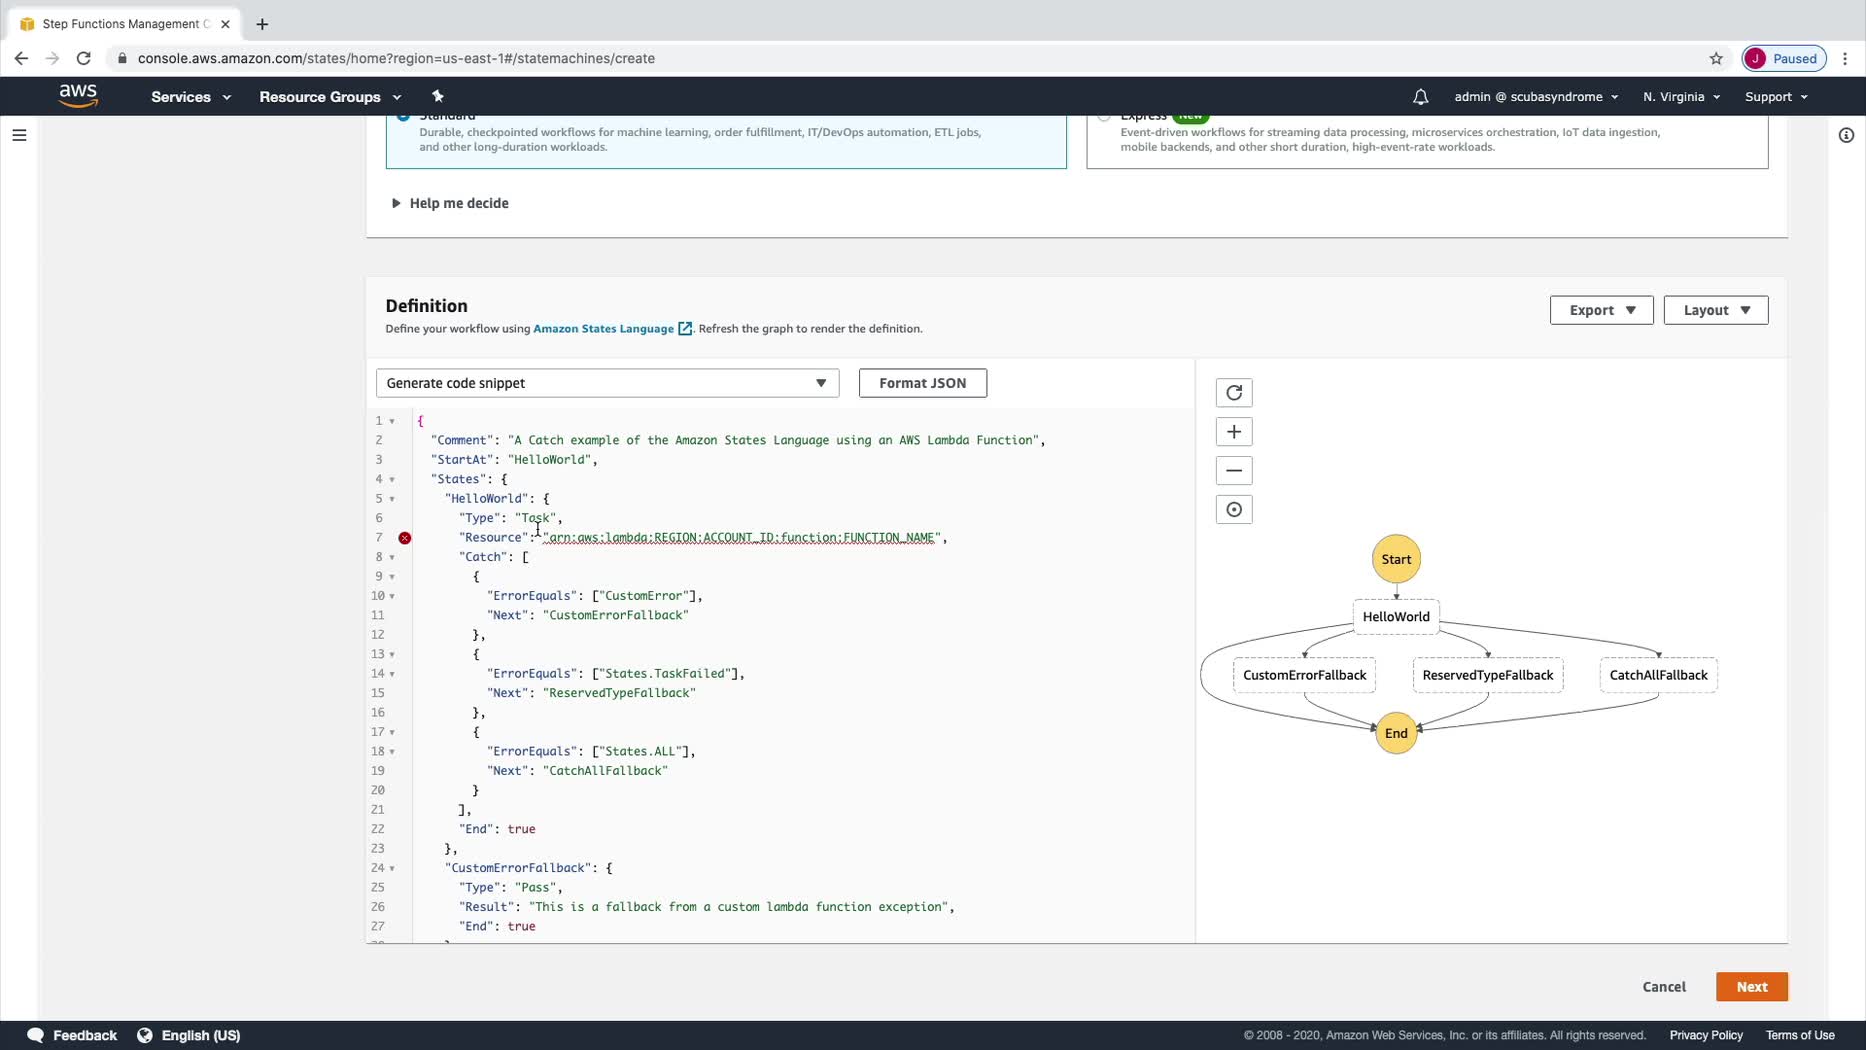 Step Functions Management C
console.aws.amazon.com/states/home?region=us-east-1#/statemachines/create
J Paused
aws Services Resource Groups admin @ scubasyndrome N. Virginia Support
Standard
Durable, checkpointed workflows for machine learning, order fulfillment, IT/DevOps automation, ETL jobs,
and other long-duration workloads.
Express New
Event-driven workflows for streaming data processing, microservices orchestration, IoT data ingestion,
mobile backends, and other short duration, high-event-rate workloads.
Help me decide
Definition
Define your workflow using Amazon States Language. Refresh the graph to render the definition.
Export
Layout
Generate code snippet
Format JSON
1 {
2 "Comment": "A Catch example of the Amazon States Language using an AWS Lambda Function",
3 "StartAt": "HelloWorld",
4 "States": {
5 "HelloWorld": {
6 "Type": "Task",
7 "Resource": "arn:aws:lambda:REGION:ACCOUNT_ID:function:FUNCTION_NAME",
8 "Catch": [
9 {
10 "ErrorEquals": ["CustomError"],
11 "Next": "CustomErrorFallback"
12 },
13 {
14 "ErrorEquals": ["States.TaskFailed"],
15 "Next": "ReservedTypeFallback"
16 },
17 {
18 "ErrorEquals": ["States.ALL"],
19 "Next": "CatchAllFallback"
20 }
21 ],
22 "End": true
23 },
24 "CustomErrorFallback": {
25 "Type": "Pass",
26 "Result": "This is a fallback from a custom lambda function exception",
27 "End": true
Start
HelloWorld
CustomErrorFallback
ReservedTypeFallback
CatchAllFallback
End
Cancel
Next
Feedback English (US) © 2008 - 2020, Amazon Web Services, Inc. or its affiliates. All rights reserved. Privacy Policy Terms of Use